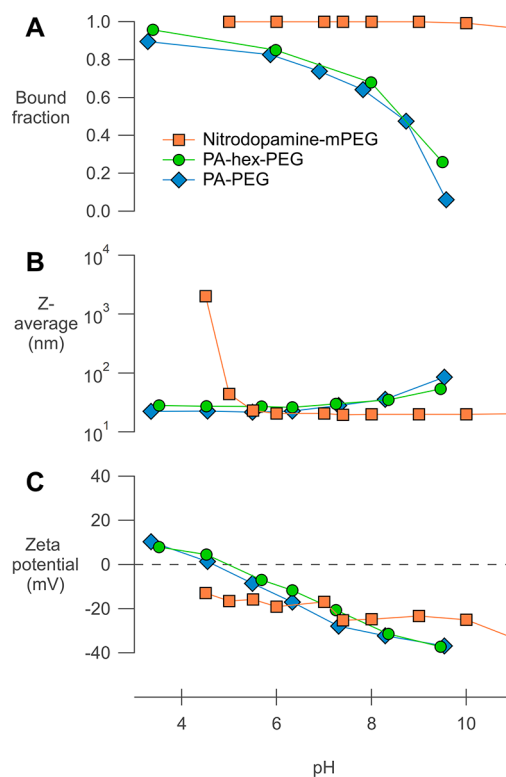 A
Bound
fraction
1.0
0.8
0.6
0.4
0.2
0.0
Nitrodopamine-mPEG
PA-hex-PEG
PA-PEG
B
Z-
average
(nm)
10^4
10^3
10^2
10^1
C
Zeta
potential
(mV)
40
20
0
-20
-40
4 6 8 10
pH